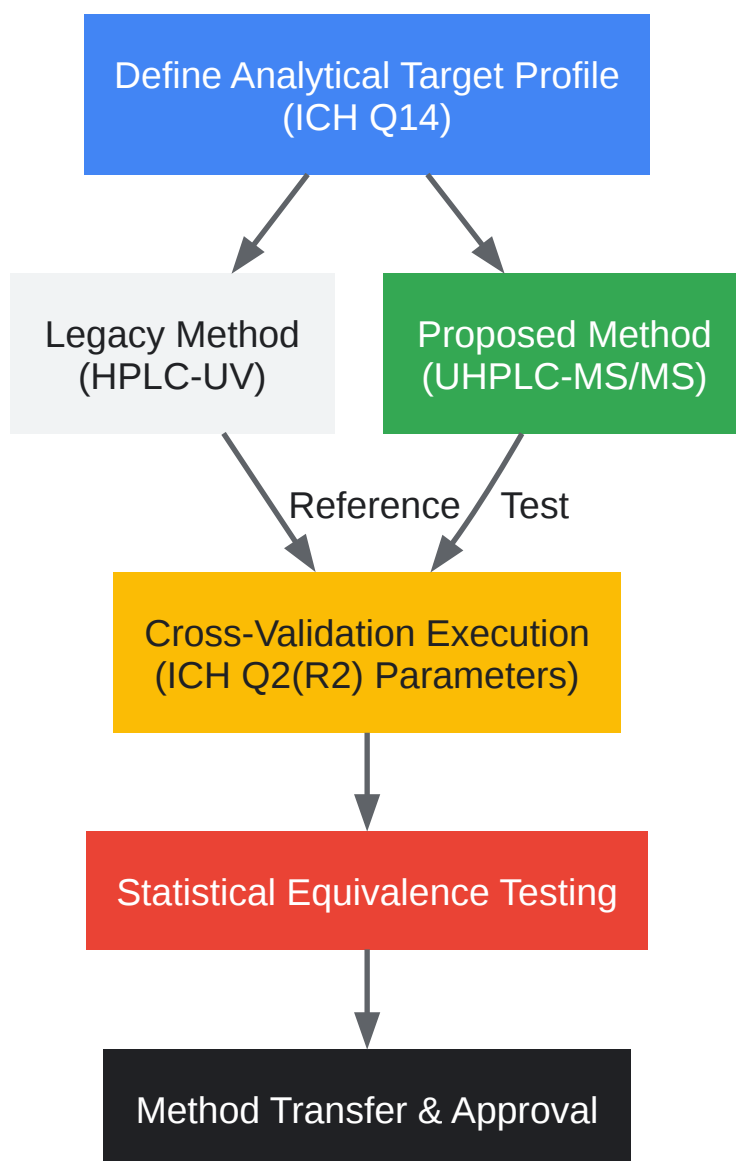 Define Analytical Target Profile
(ICH Q14)
Legacy Method
(HPLC-UV)
Proposed Method
(UHPLC-MS/MS)
Reference
Test
Cross-Validation Execution
(ICH Q2(R2) Parameters)
Statistical Equivalence Testing
Method Transfer & Approval